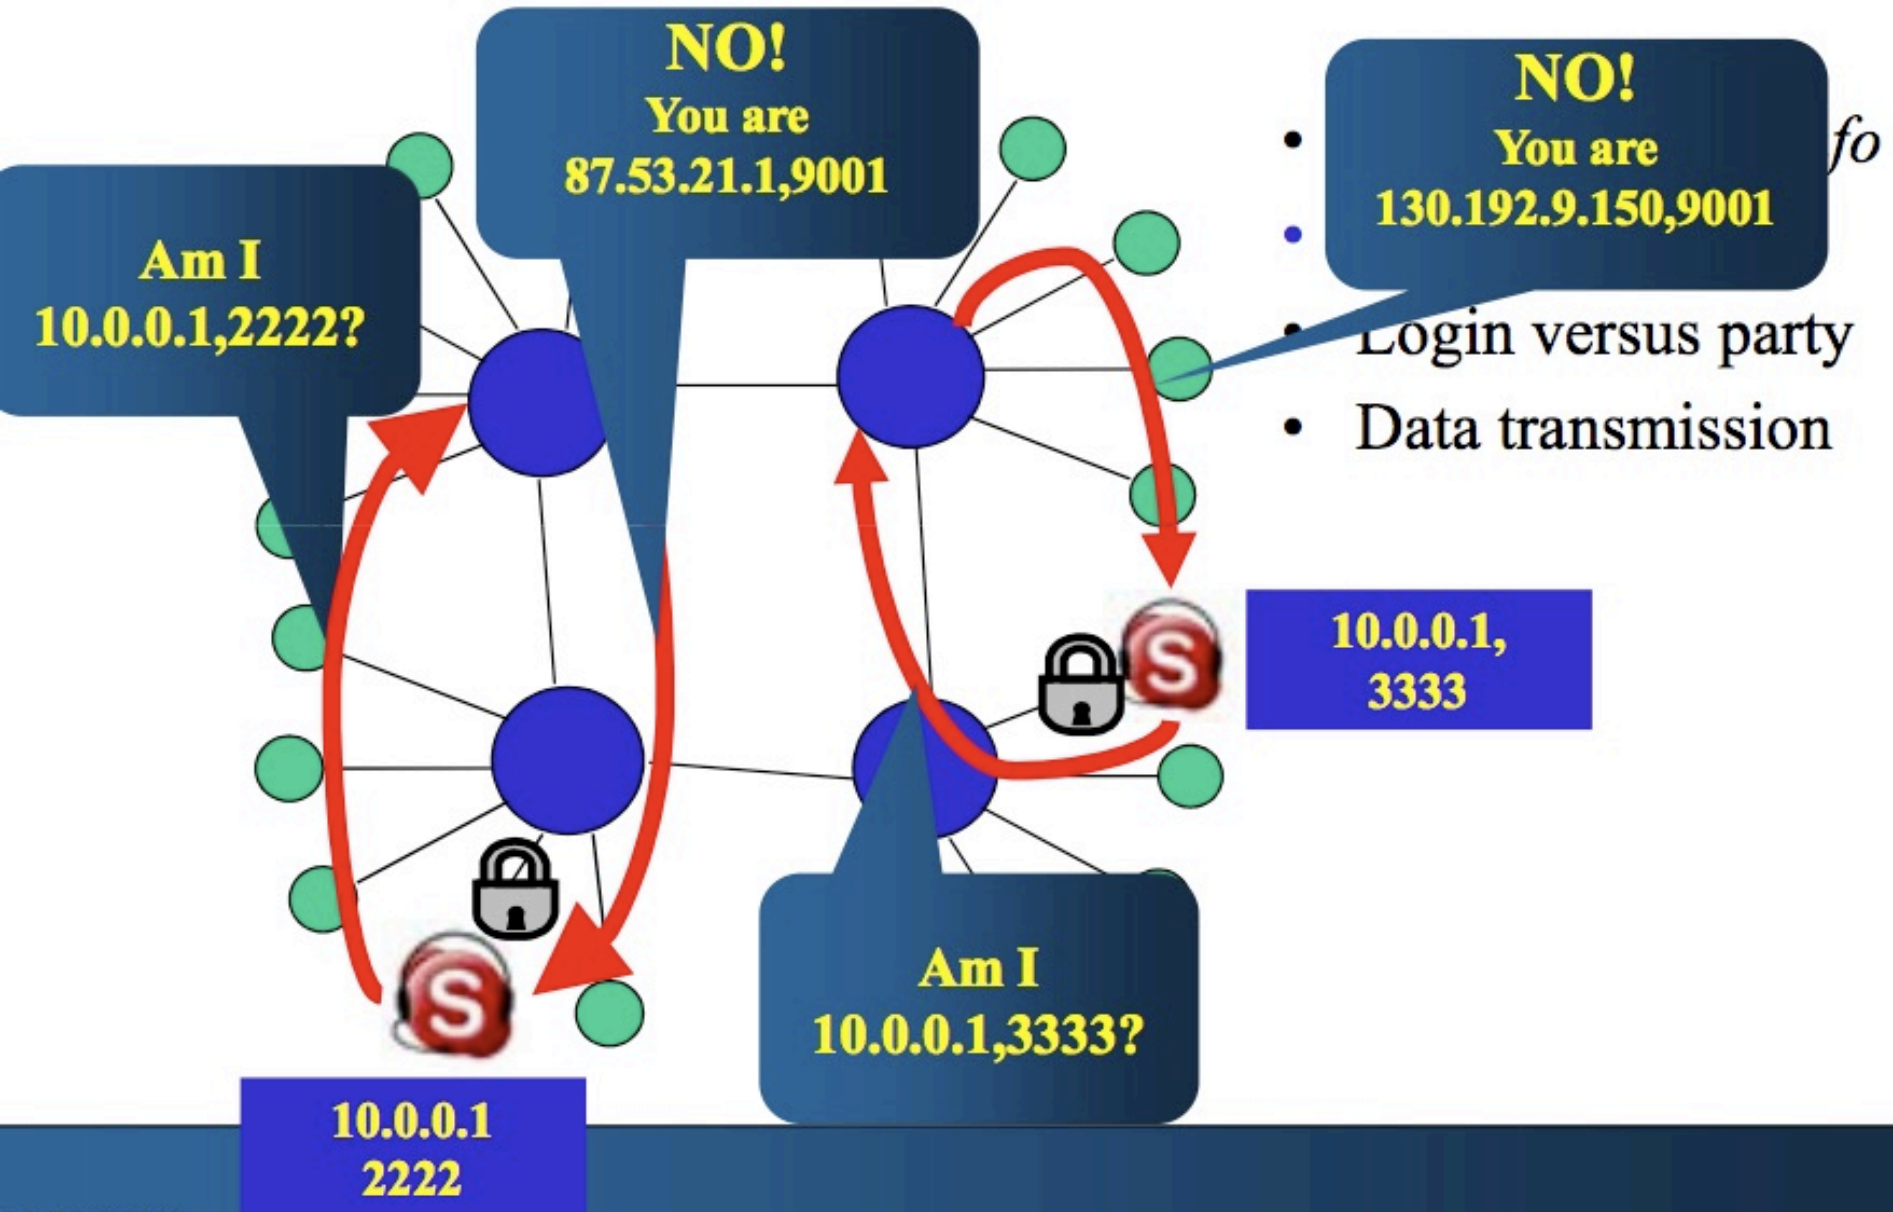 NO!
You are
87.53.21.1,9001
NO!
You are
130.192.9.150,9001
fo
Am I
10.0.0.1,2222?
• Login versus party
• Data transmission
10.0.0.1,
3333
S
S
Am I
10.0.0.1,3333?
10.0.0.1
2222